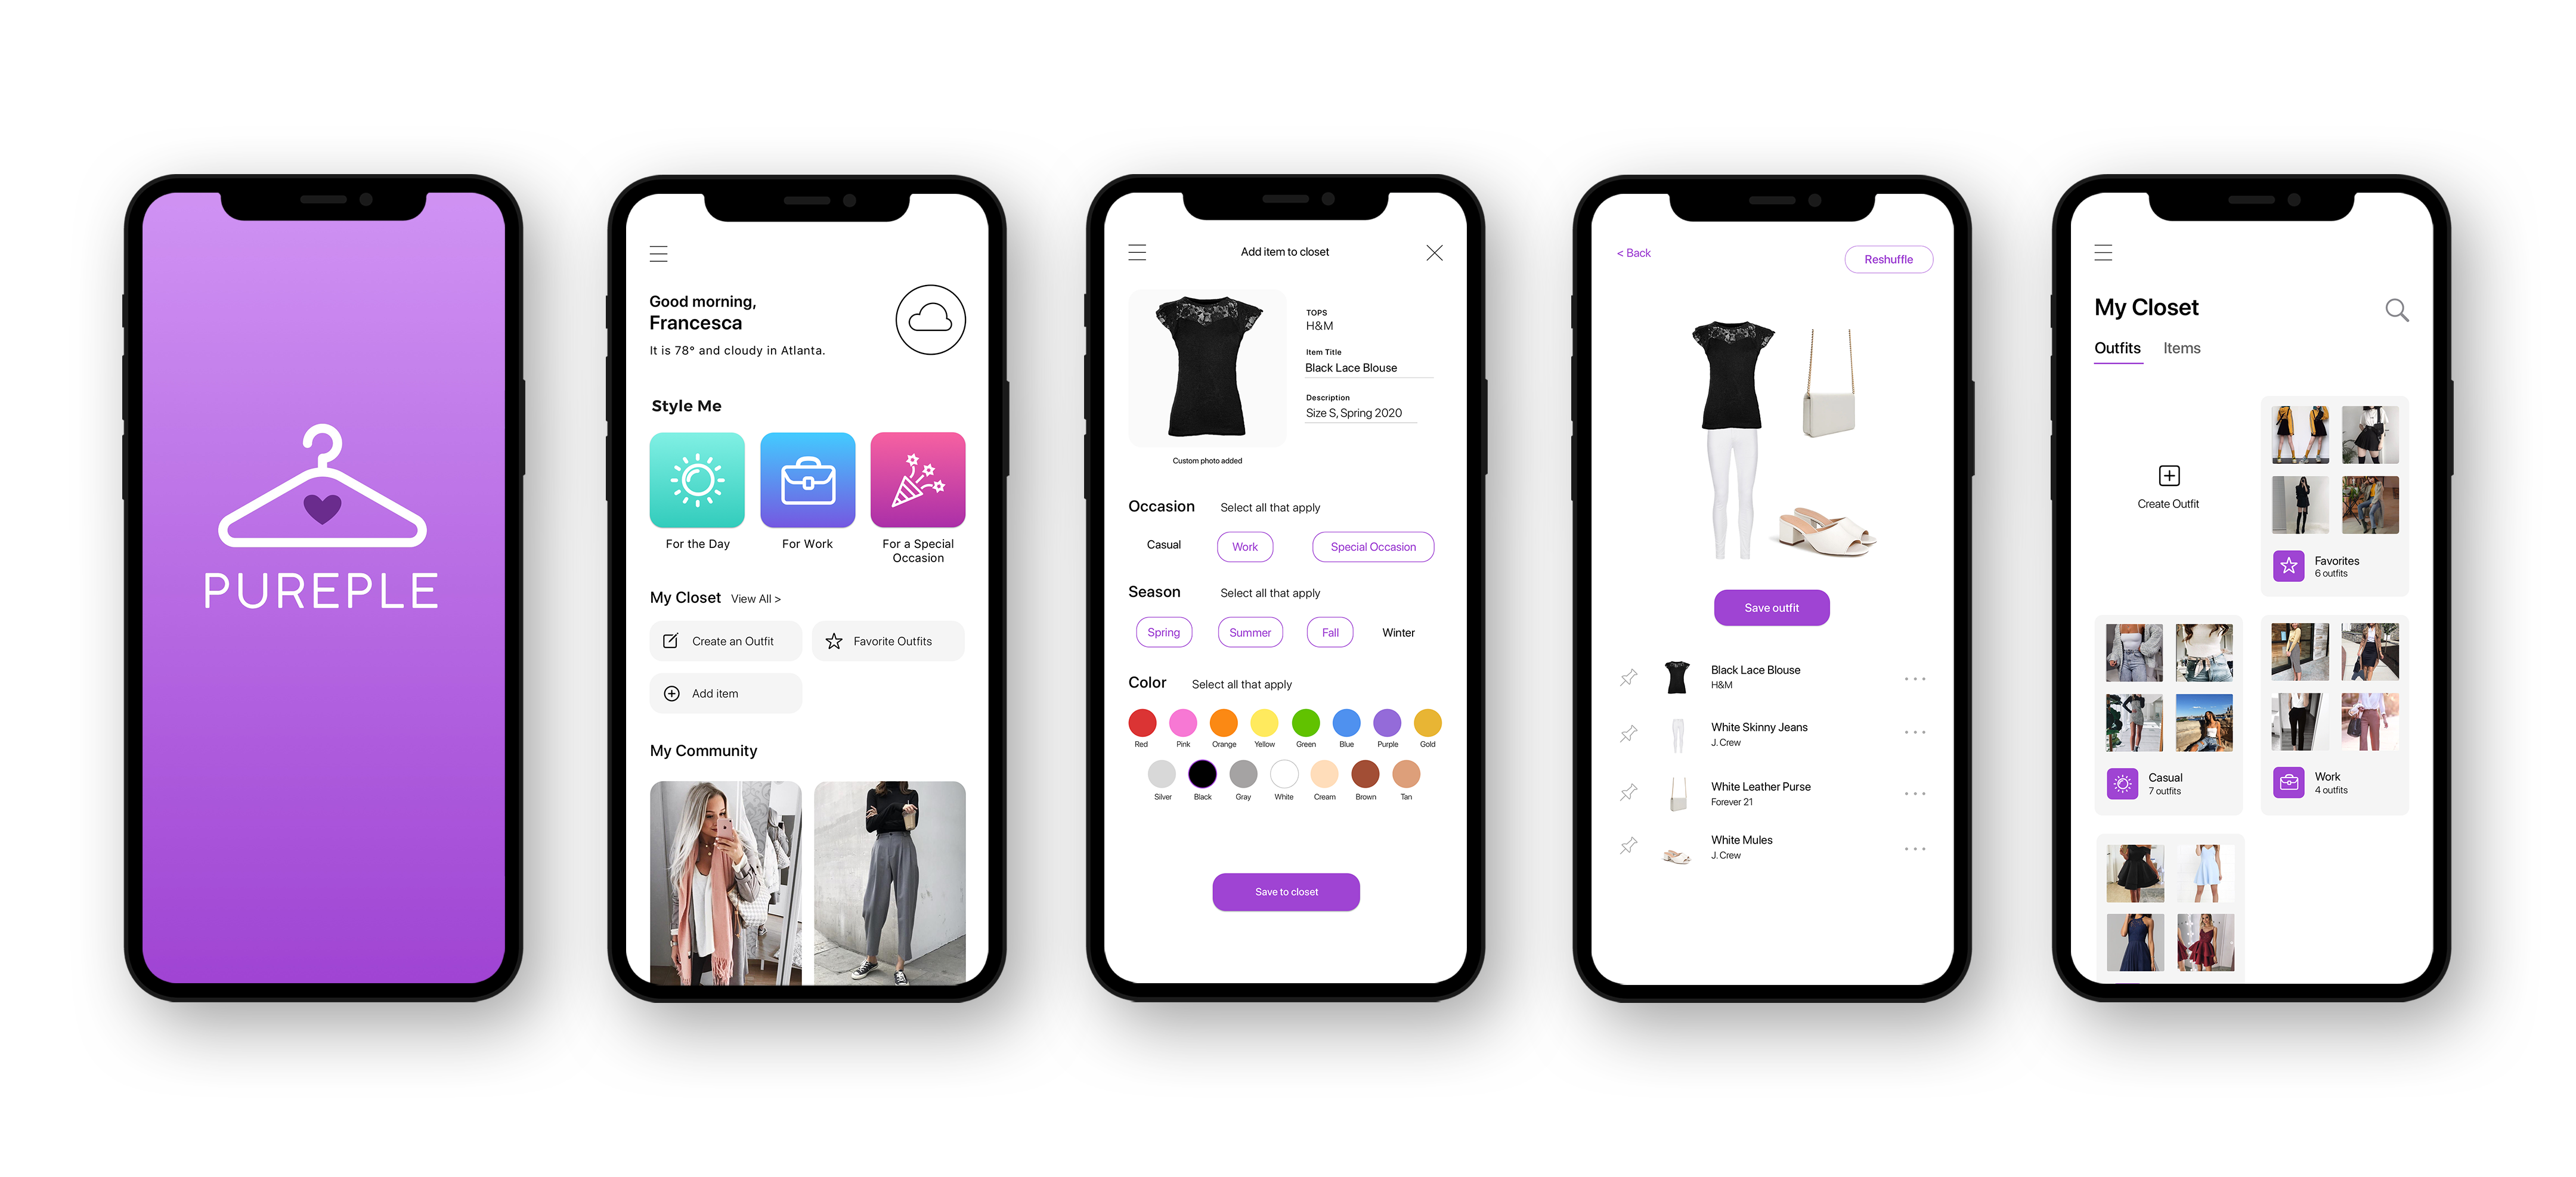 PUREPLE
Good morning,
Francesca
It is 78° and cloudy in Atlanta.
Style Me
For the Day
For Work
For a Special
Occasion
My Closet View All >
Create an Outfit
Favorite Outfits
Add item
My Community
Add item to closet
TOPS
H&M
Item Title
Black Lace Blouse
Description
Size S, Spring 2020
Custom photo added
Occasion Select all that apply
Casual Work Special Occasion
Season Select all that apply
Spring Summer Fall Winter
Color Select all that apply
Red Pink Orange Yellow Green Blue Purple Gold
Silver Black Gray White Cream Brown Tan
Save to closet
< Back
Reshuffle
Save outfit
Black Lace Blouse
H&M
White Skinny Jeans
J. Crew
White Leather Purse
Forever 21
White Mules
J. Crew
My Closet
Outfits Items
Create Outfit
Favorites
6 outfits
Casual
7 outfits
Work
4 outfits